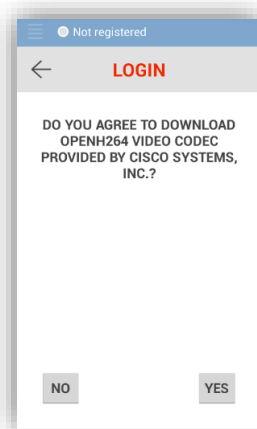 Not registered
LOGIN
DO YOU AGREE TO DOWNLOAD
OPENH264 VIDEO CODEC
PROVIDED BY CISCO SYSTEMS,
INC.?
NO
YES